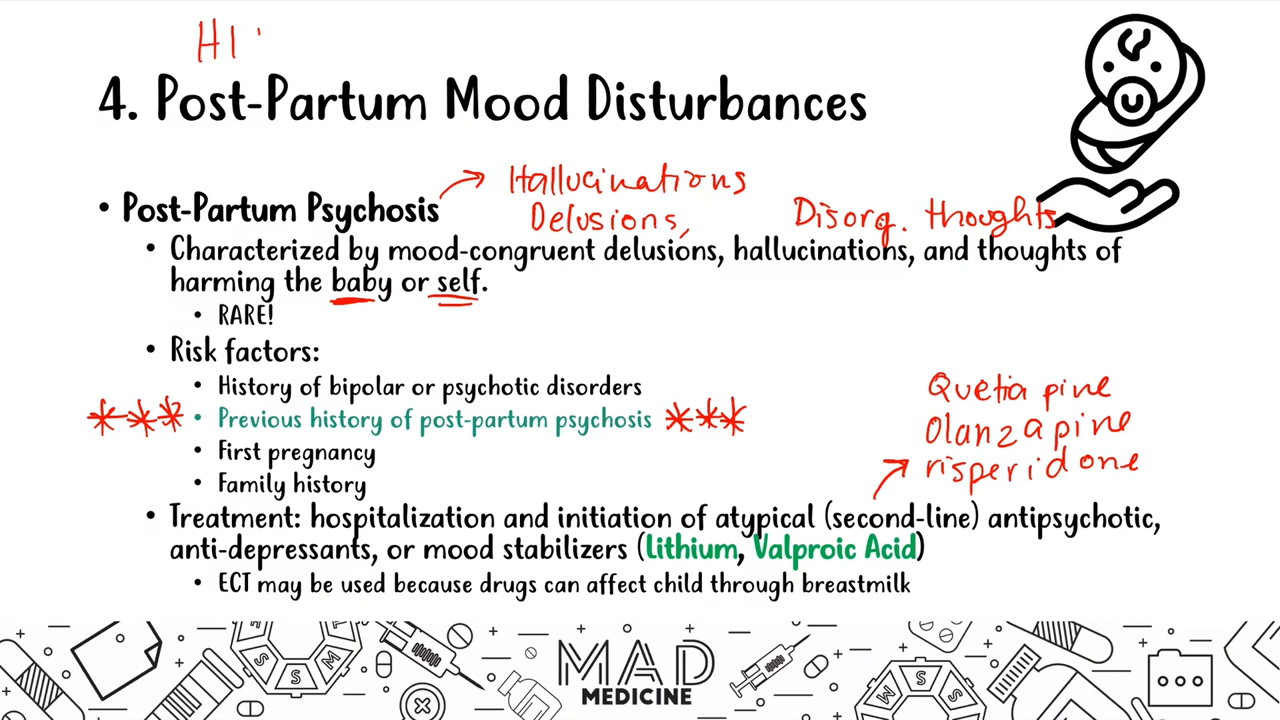 HI
4. Post-Partum Mood Disturbances
Hallucinations
• Post-Partum Psychosis
Delusions, Disorg. thoughts
• Characterized by mood-congruent delusions, hallucinations, and thoughts of
harming the baby or self.
• RARE!
• Risk factors:
• History of bipolar or psychotic disorders
Quetiapine
*** • Previous history of post-partum psychosis ***
Olanzapine
• First pregnancy
risperidone
• Family history
• Treatment: hospitalization and initiation of atypical (second-line) antipsychotic,
anti-depressants, or mood stabilizers (Lithium, Valproic Acid)
• ECT may be used because drugs can affect child through breastmilk
MAD
MEDICINE
S S M P
M S S